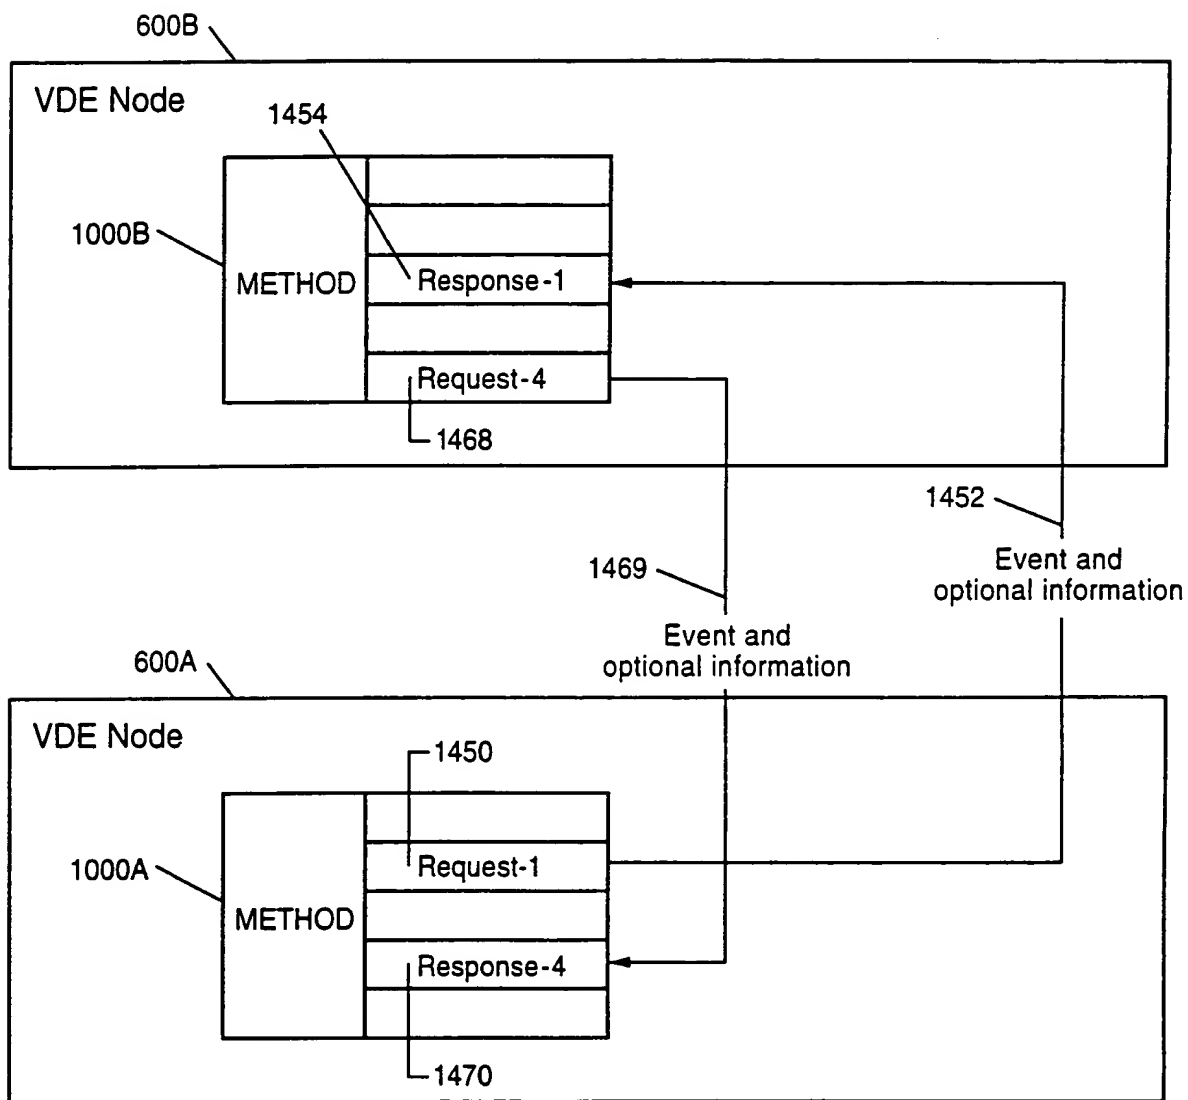 600B
VDE Node
1454
1000B
METHOD
Response-1
Request-4
1468
1452
Event and
optional information
1469
Event and
optional information
600A
VDE Node
1450
1000A
METHOD
Request-1
Response-4
1470